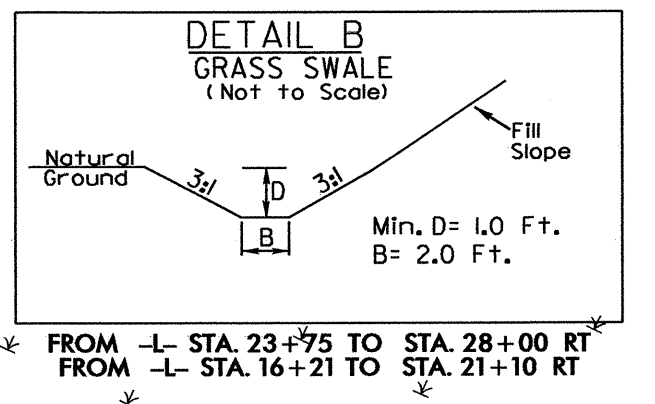 DETAIL B
GRASS SWALE
(Not to Scale)
Natural
Ground
3:1
D
3:1
Fill
Slope
B
Min. D= 1.0 Ft.
B= 2.0 Ft.
FROM -L- STA. 23+75 TO STA. 28+00 RT
FROM -L- STA. 16+21 TO STA. 21+10 RT